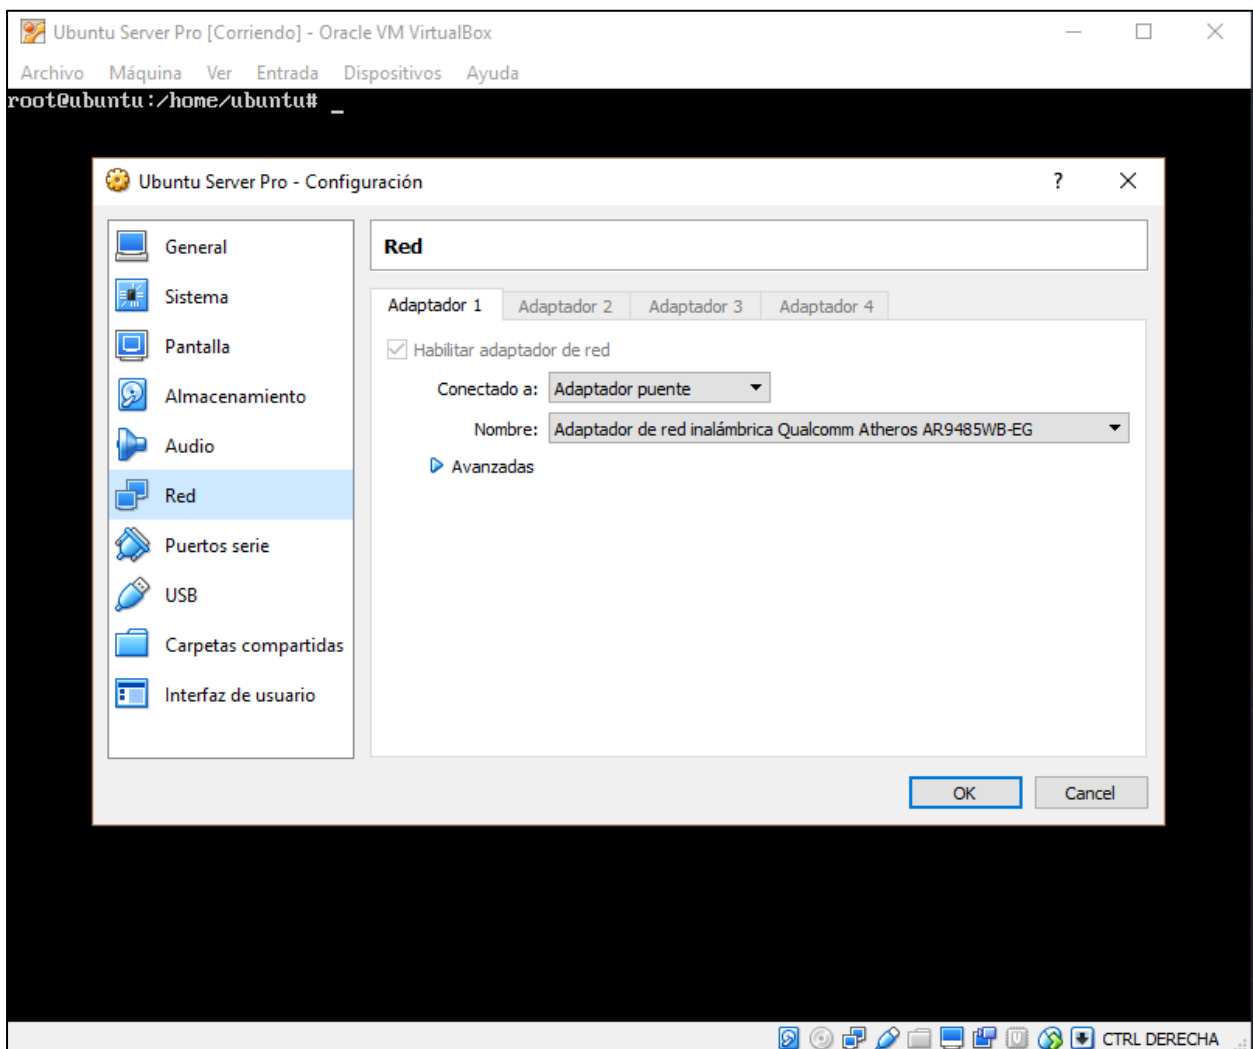 Ubuntu Server Pro [Corriendo] - Oracle VM VirtualBox
Archivo Máquina Ver Entrada Dispositivos Ayuda
root@ubuntu:/home/ubuntu# _
Ubuntu Server Pro - Configuración
?
General
Sistema
Pantalla
Almacenamiento
Audio
Red
Puertos serie
USB
Carpetas compartidas
Interfaz de usuario
Red
Adaptador 1 Adaptador 2 Adaptador 3 Adaptador 4
Habilitar adaptador de red
Conectado a: Adaptador puente
Nombre: Adaptador de red inalámbrica Qualcomm Atheros AR9485WB-EG
Avanzadas
OK Cancel
CTRL DERECHA